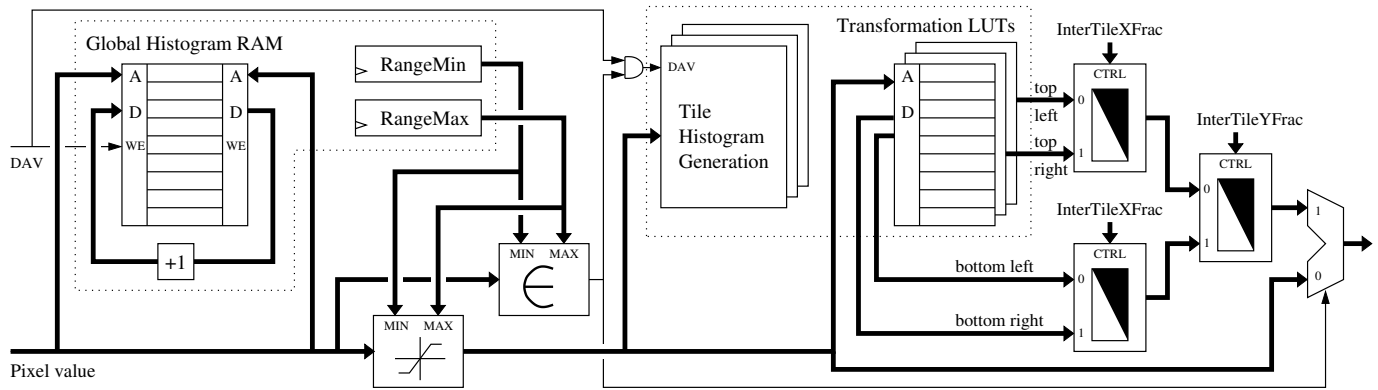 Global Histogram RAM
A
A
D
D
WE
WE
+1
DAV
Pixel value
RangeMin
RangeMax
MIN
MAX
∈
MIN
MAX
DAV
Tile
Histogram
Generation
Transformation LUTs
A
D
top
left
top
right
bottom left
bottom right
InterTileXFrac
CTRL
0
1
InterTileXFrac
CTRL
0
1
InterTileYFrac
CTRL
0
1
1
0